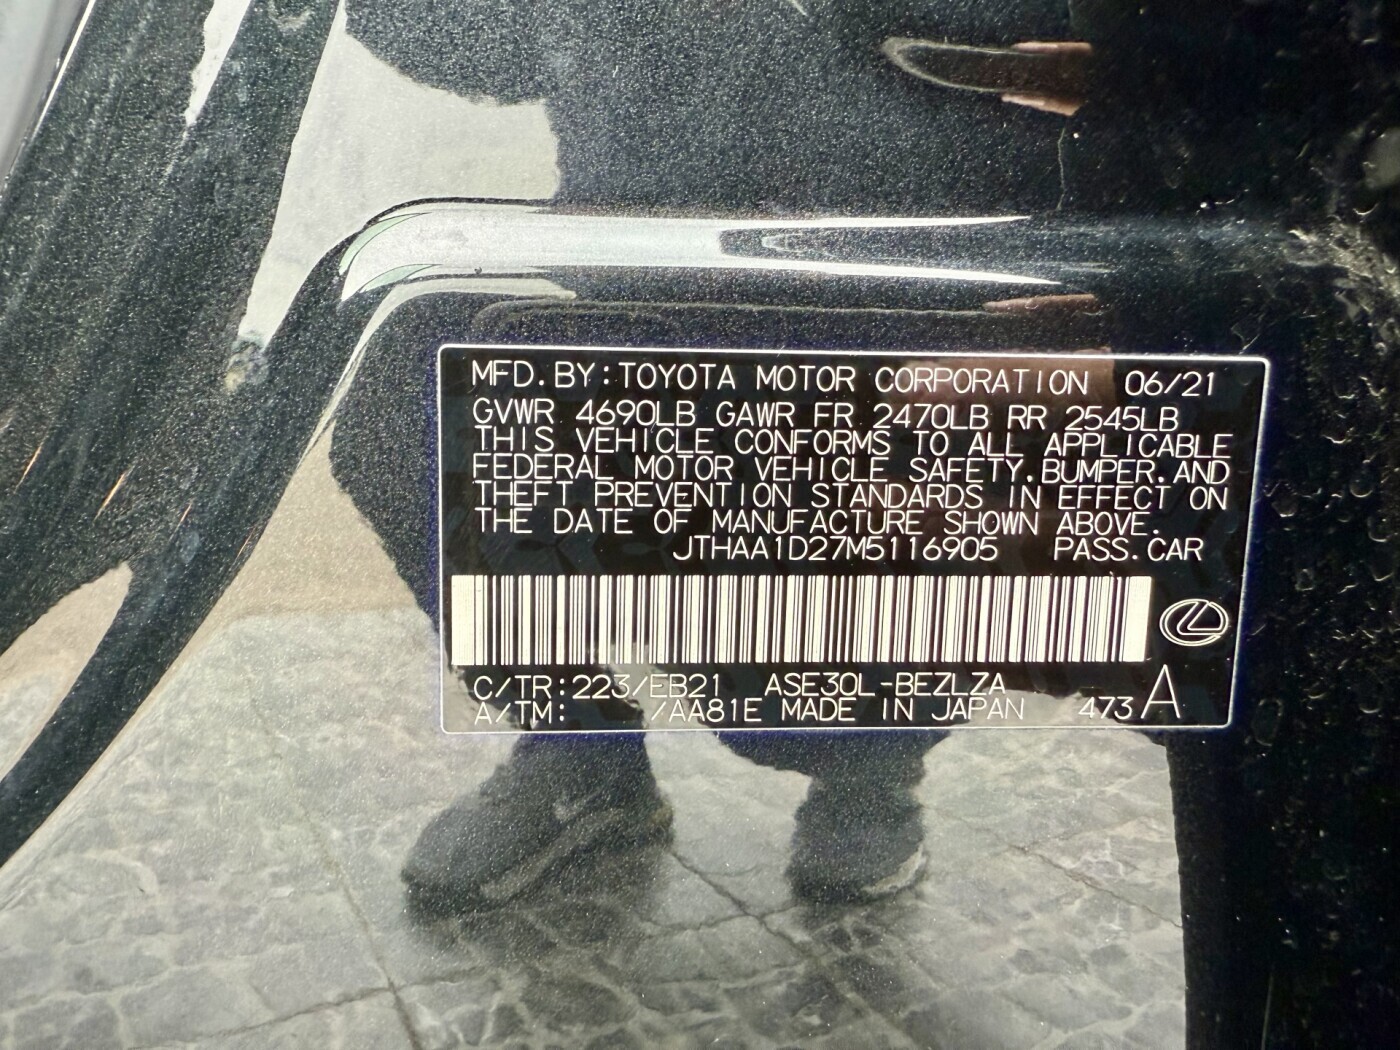 MFD. BY: TOYOTA MOTOR CORPORATION 06/21
GVWR 4690LB GAWR FR 2470LB RR 2545LB
THIS VEHICLE CONFORMS TO ALL APPLICABLE
FEDERAL MOTOR VEHICLE SAFETY. BUMPER. AND
THEFT PREVENTION STANDARDS IN EFFECT ON
THE DATE OF MANUFACTURE SHOWN ABOVE.
JTHAA1D27M5116905 PASS. CAR
C/TR: 223/EB21 ASE30L-BEZLZA
A/TM: /AA81E MADE IN JAPAN 473 A